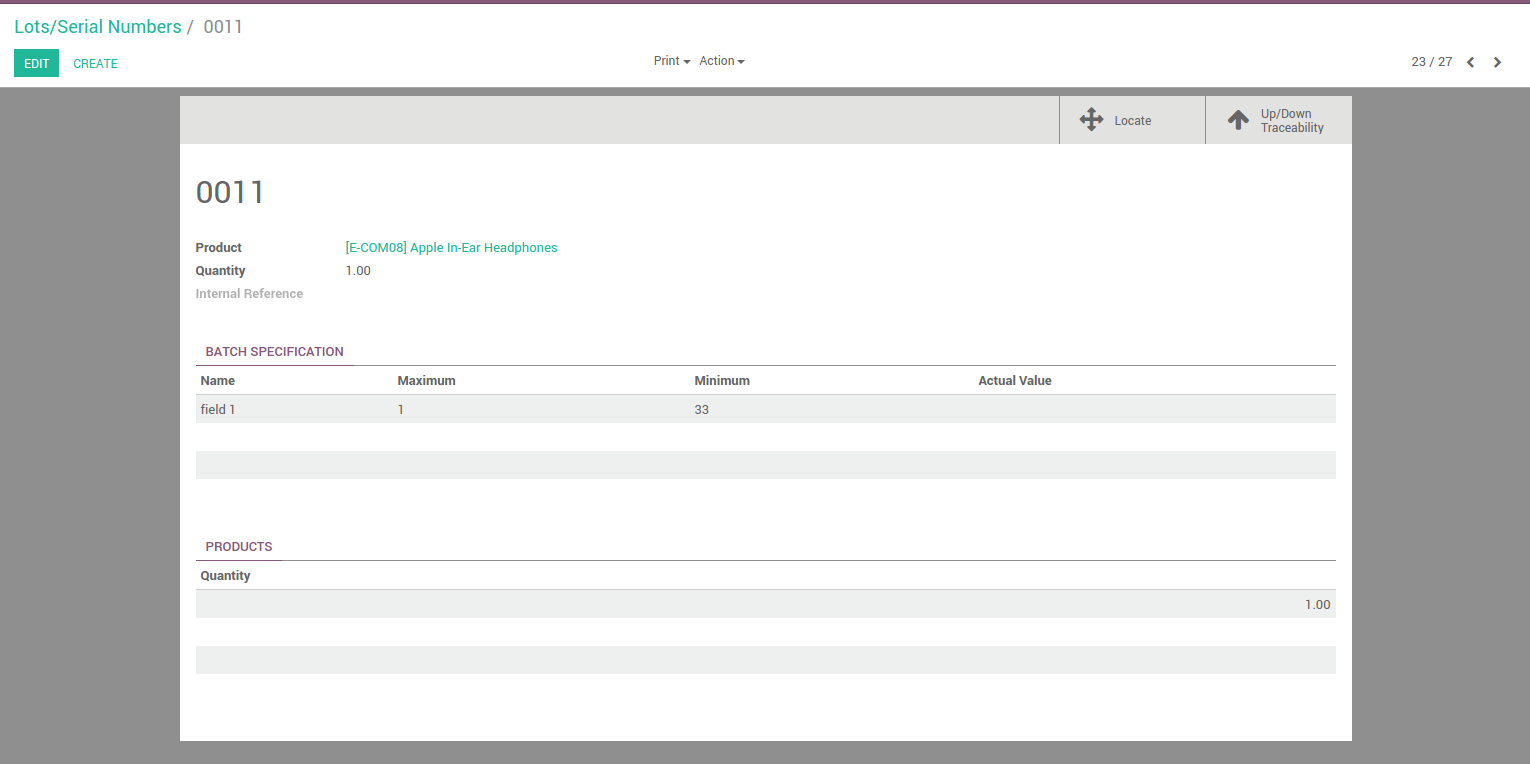 Lots/Serial Numbers / 0011
EDIT CREATE Print Action 23 / 27
Locate
Up/Down
Traceability
0011
Product [E-COM08] Apple In-Ear Headphones
Quantity 1.00
Internal Reference
BATCH SPECIFICATION
Name Maximum Minimum Actual Value
field 1 1 33
PRODUCTS
Quantity
1.00